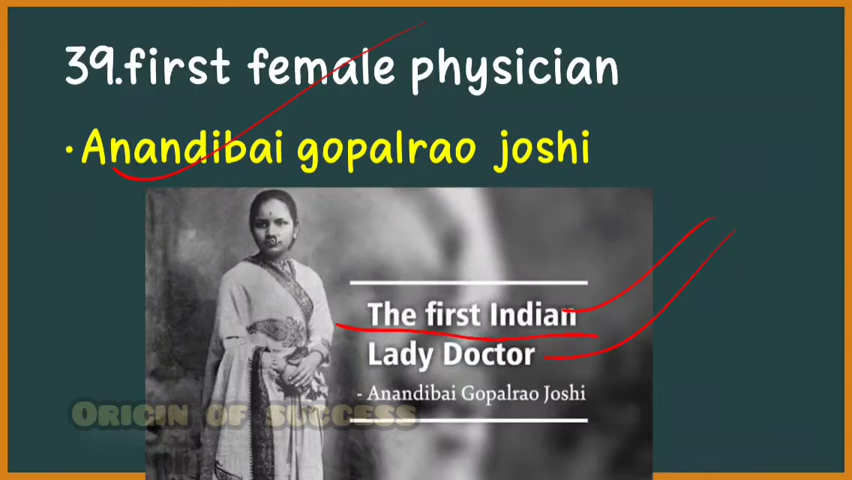 39.first female physician
•Anandibai gopalrao joshi
The first Indian
Lady Doctor
- Anandibai Gopalrao Joshi
Origin of success